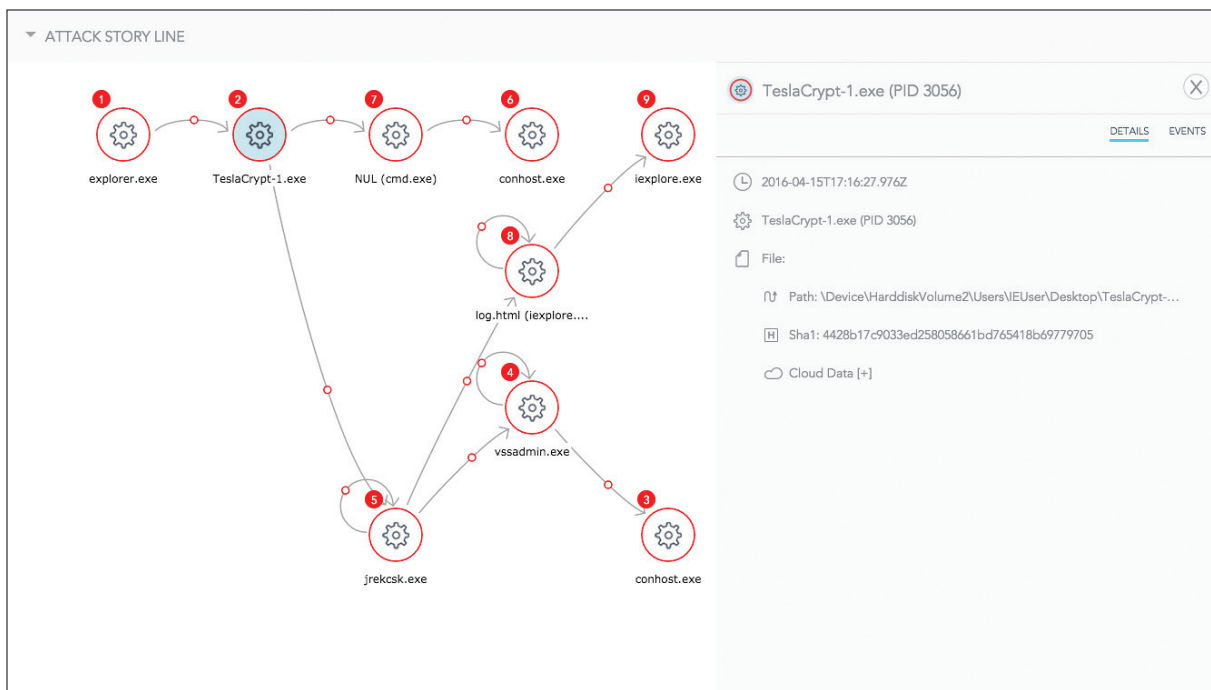 ATTACK STORY LINE
1
2
7
6
9
explorer.exe
TeslaCrypt-1.exe
NUL (cmd.exe)
conhost.exe
iexplore.exe
8
log.html (iexplore....
4
vssadmin.exe
5
3
jrekcsk.exe
conhost.exe
TeslaCrypt-1.exe (PID 3056)
X
DETAILS EVENTS
2016-04-15T17:16:27.976Z
TeslaCrypt-1.exe (PID 3056)
File:
Path: \Device\HarddiskVolume2\Users\IEUser\Desktop\TeslaCrypt-...
H Sha1: 4428b17c9033ed258058661bd765418b69779705
Cloud Data [+]